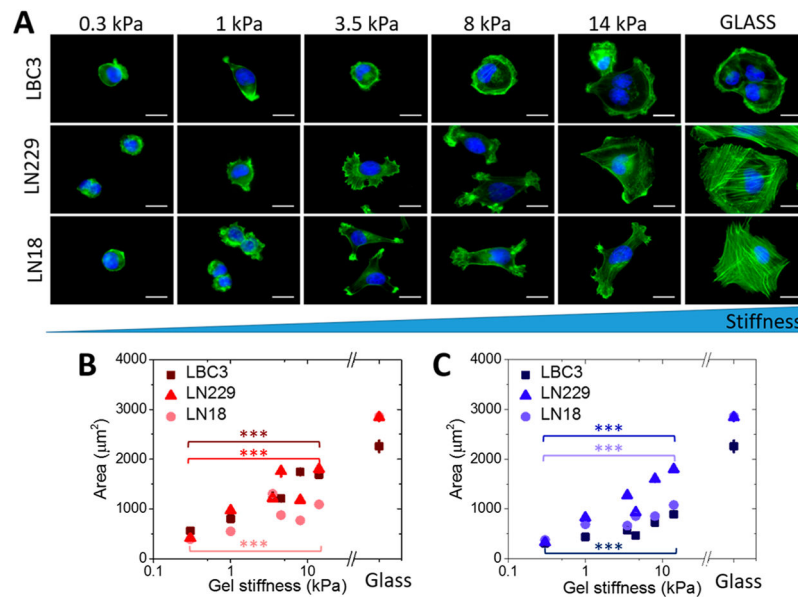 A
0.3 kPa 1 kPa 3.5 kPa 8 kPa 14 kPa GLASS
LBC3
LN229
LN18
Stiffness
B
4000
3000
2000
1000
0
Area (μm²)
LBC3
LN229
LN18
***
***
***
0.1 1 10
Gel stiffness (kPa) Glass
C
4000
3000
2000
1000
0
Area (μm²)
LBC3
LN229
LN18
***
***
***
0.1 1 10
Gel stiffness (kPa) Glass